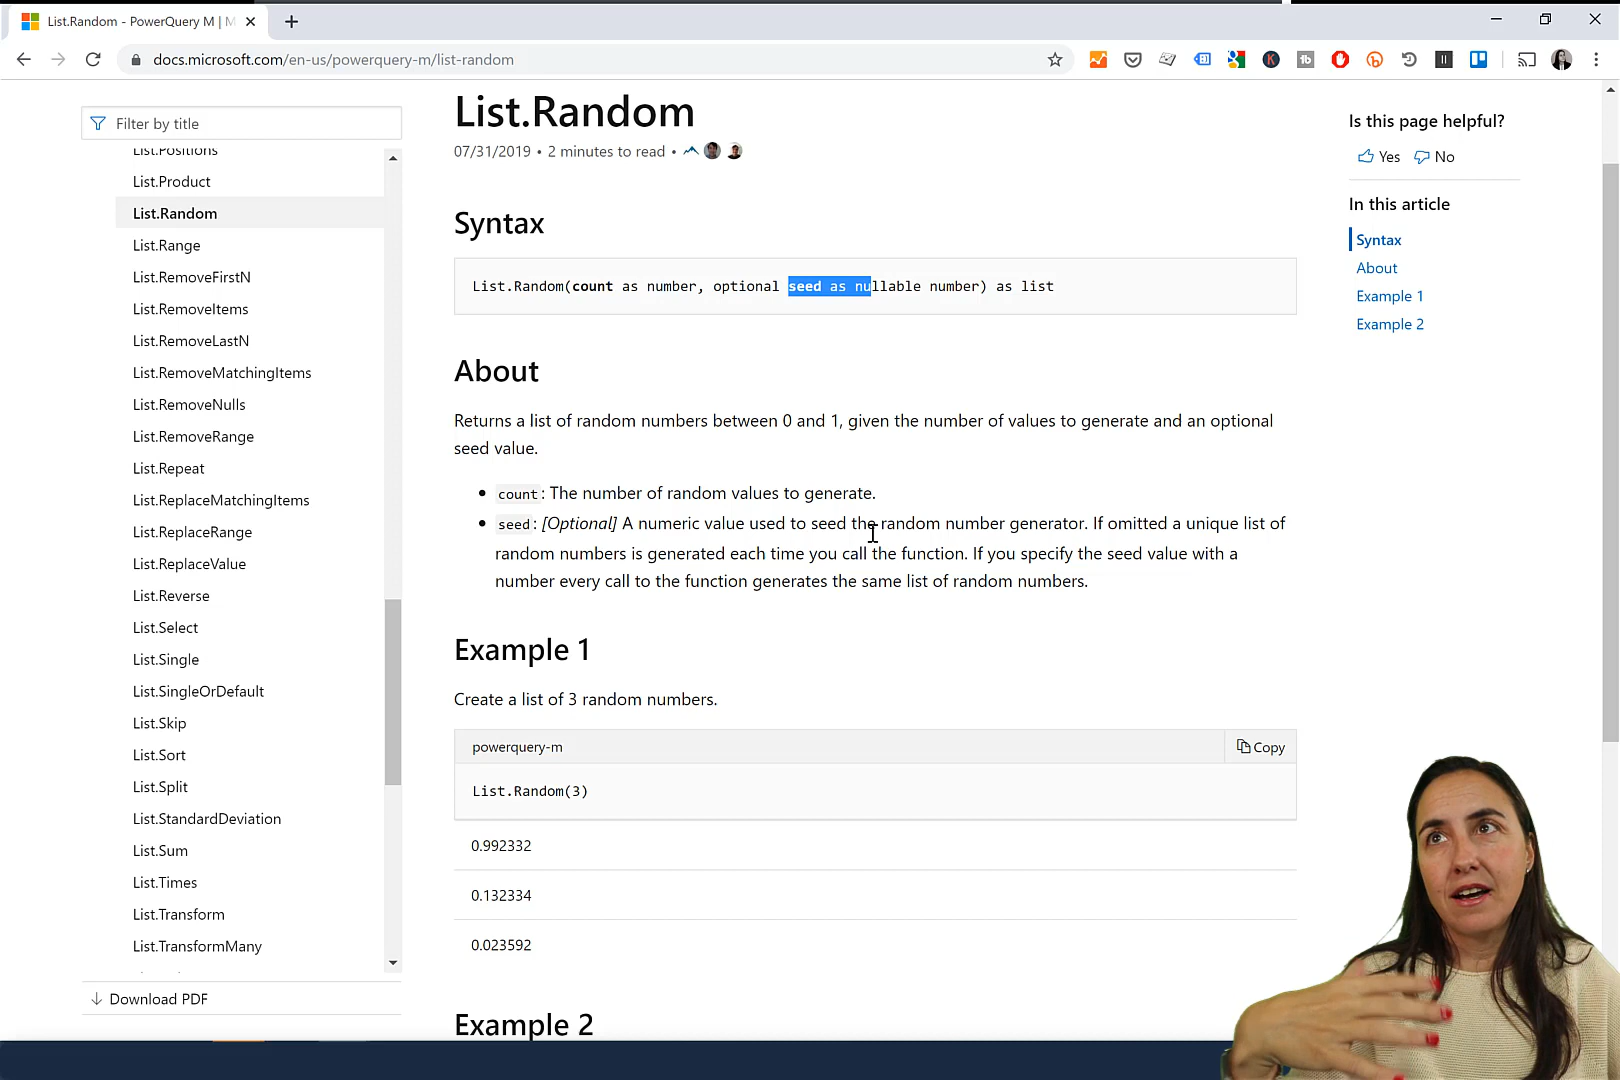 List.Random - PowerQuery M | M
docs.microsoft.com/en-us/powerquery-m/list-random
Filter by title
List.Positions
List.Product
List.Random
List.Range
List.RemoveFirstN
List.RemoveItems
List.RemoveLastN
List.RemoveMatchingItems
List.RemoveNulls
List.RemoveRange
List.Repeat
List.ReplaceMatchingItems
List.ReplaceRange
List.ReplaceValue
List.Reverse
List.Select
List.Single
List.SingleOrDefault
List.Skip
List.Sort
List.Split
List.StandardDeviation
List.Sum
List.Times
List.Transform
List.TransformMany
Download PDF
List.Random
07/31/2019 • 2 minutes to read •
Syntax
List.Random(count as number, optional seed as nullable number) as list
About
Returns a list of random numbers between 0 and 1, given the number of values to generate and an optional
seed value.
• count: The number of random values to generate.
• seed: [Optional] A numeric value used to seed the random number generator. If omitted a unique list of
random numbers is generated each time you call the function. If you specify the seed value with a
number every call to the function generates the same list of random numbers.
Example 1
Create a list of 3 random numbers.
powerquery-m
Copy
List.Random(3)
0.992332
0.132334
0.023592
Example 2
Is this page helpful?
Yes No
In this article
Syntax
About
Example 1
Example 2